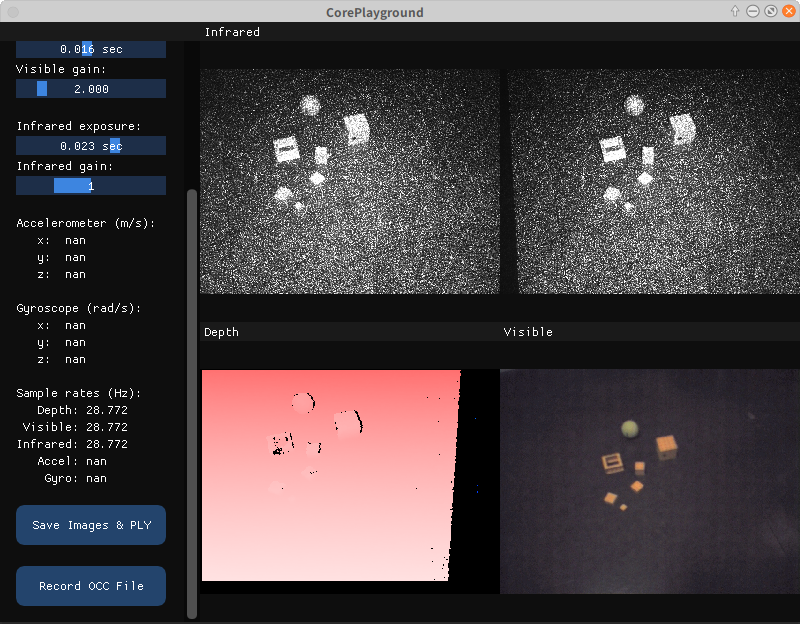 CorePlayground
Infrared
0.016 sec
Visible gain:
2.000
Infrared exposure:
0.023 sec
Infrared gain:
1
Accelerometer (m/s):
x: nan
y: nan
z: nan
Gyroscope (rad/s):
x: nan
y: nan
z: nan
Sample rates (Hz):
Depth: 28.772
Visible: 28.772
Infrared: 28.772
Accel: nan
Gyro: nan
Save Images & PLY
Record OCC File
Depth
Visible